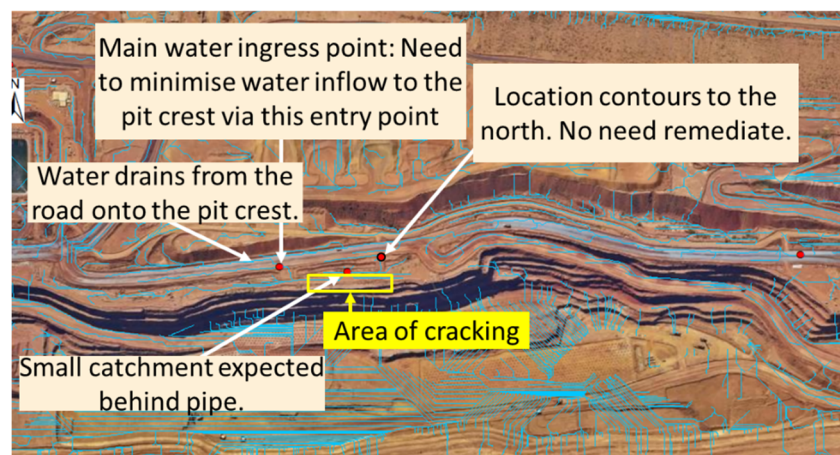 Main water ingress point: Need
to minimise water inflow to the
pit crest via this entry point
Location contours to the
north. No need remediate.
N
Water drains from the
road onto the pit crest.
Area of cracking
Small catchment expected
behind pipe.